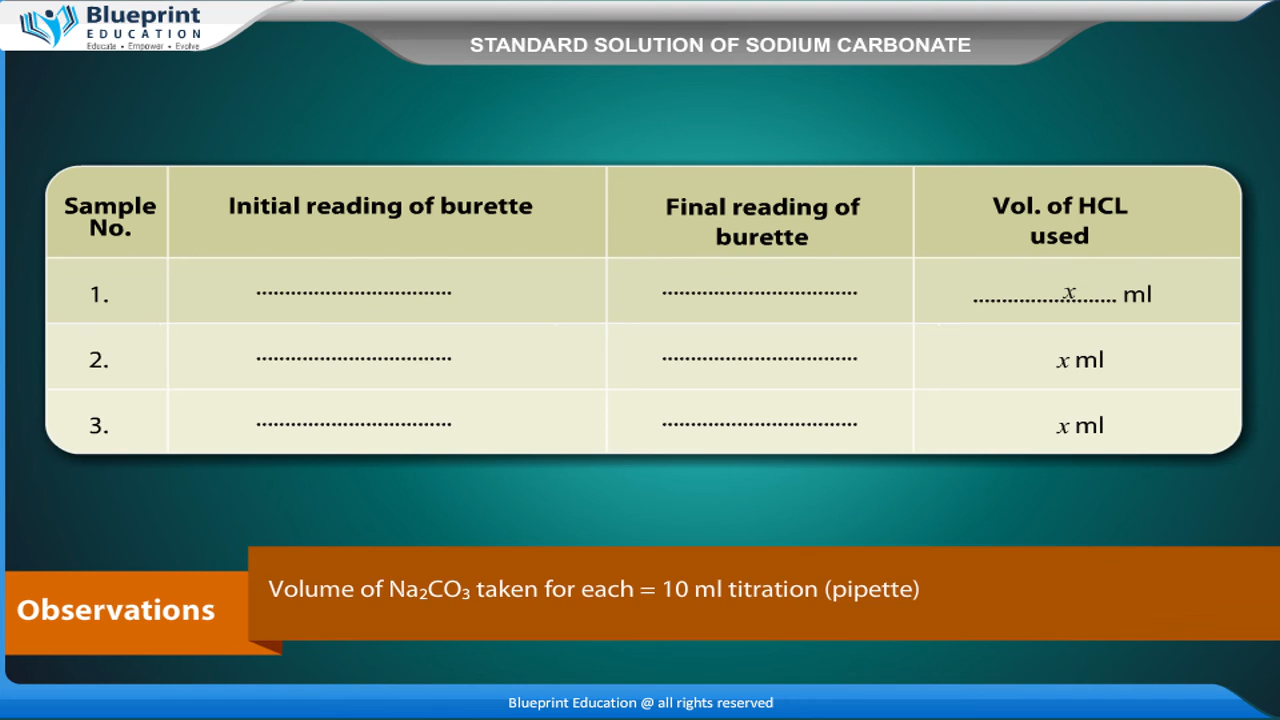 Blueprint
EDUCATION
Educate • Empower • Evolve
STANDARD SOLUTION OF SODIUM CARBONATE
Sample No. Initial reading of burette Final reading of burette Vol. of HCL used
1. .................................. .................................. .................x....... ml
2. .................................. .................................. x ml
3. .................................. .................................. x ml
Observations
Volume of Na₂CO₃ taken for each = 10 ml titration (pipette)
Blueprint Education @ all rights reserved